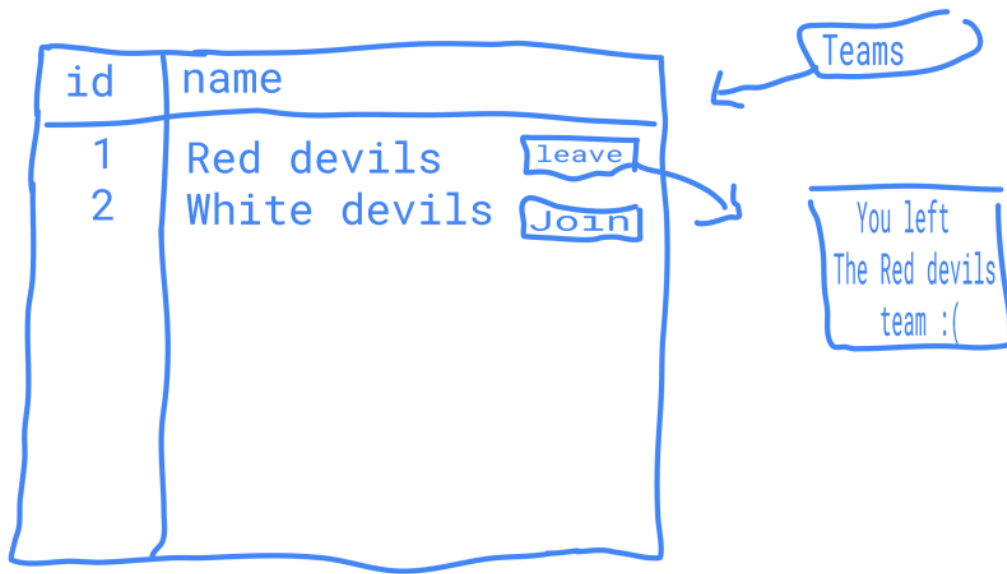 Teams
id name
1 Red devils leave
2 White devils Join
You left
The Red devils
team :(